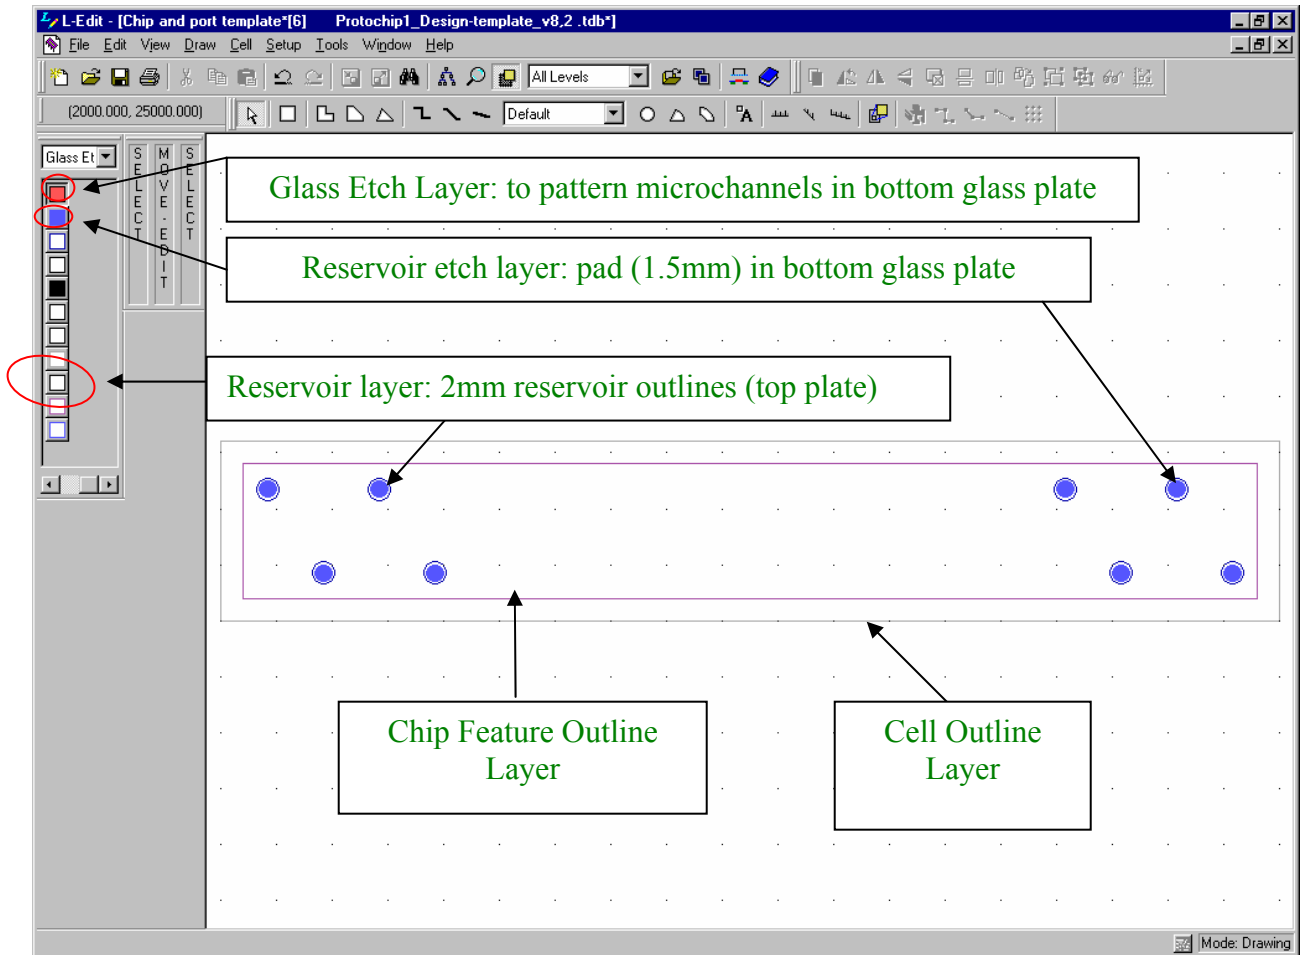 L-Edit - [Chip and port template*[6] Protochip1_Design-template_v8,2 .tdb*]
File Edit View Draw Cell Setup Tools Window Help
All Levels
(2000.000, 25000.000)
Default
Glass Et
SELECT
MOVE-EDIT
SELECT
Glass Etch Layer: to pattern microchannels in bottom glass plate
Reservoir etch layer: pad (1.5mm) in bottom glass plate
Reservoir layer: 2mm reservoir outlines (top plate)
Chip Feature Outline
Layer
Cell Outline
Layer
Mode: Drawing